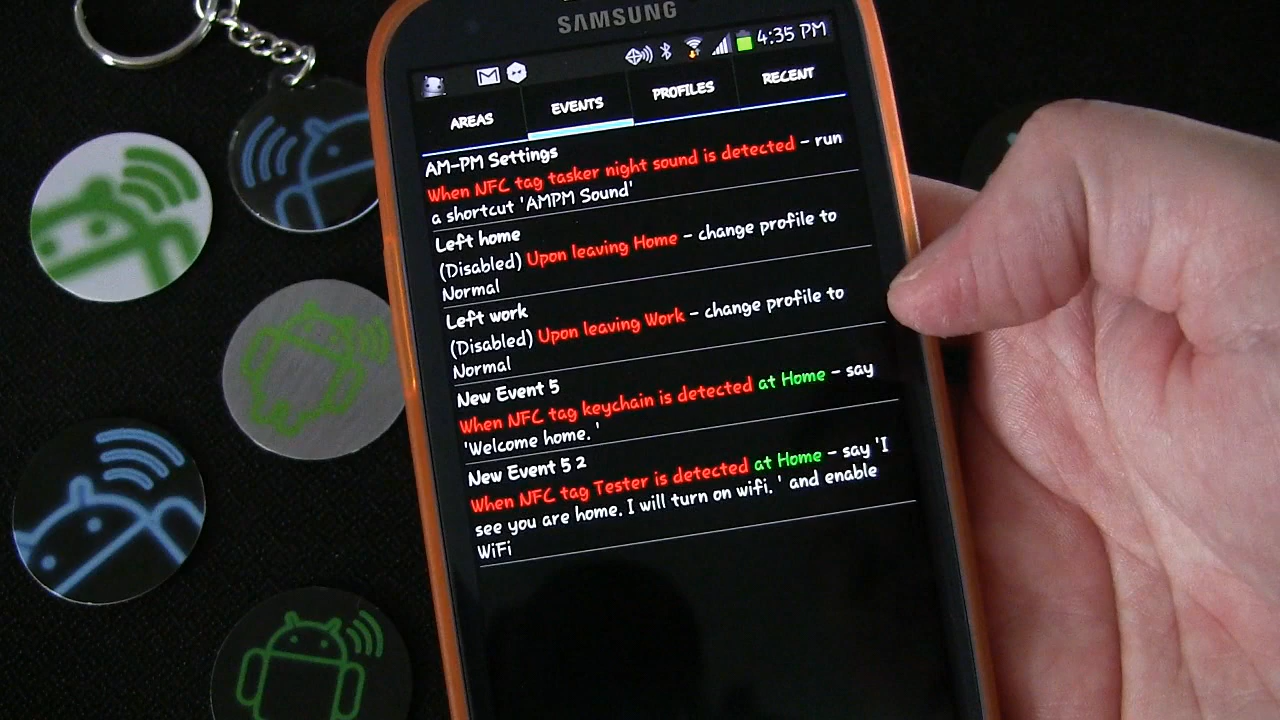 SAMSUNG
4:35 PM
AREAS
EVENTS
PROFILES
RECENT
AM-PM Settings
When NFC tag tasker night sound is detected - run
a shortcut 'AMPM Sound'
Left home
(Disabled) Upon leaving Home - change profile to
Normal
Left work
(Disabled) Upon leaving Work - change profile to
Normal
New Event 5
When NFC tag keychain is detected at Home - say
'Welcome home. '
New Event 5 2
When NFC tag Tester is detected at Home - say 'I
see you are home. I will turn on wifi. ' and enable
WiFi